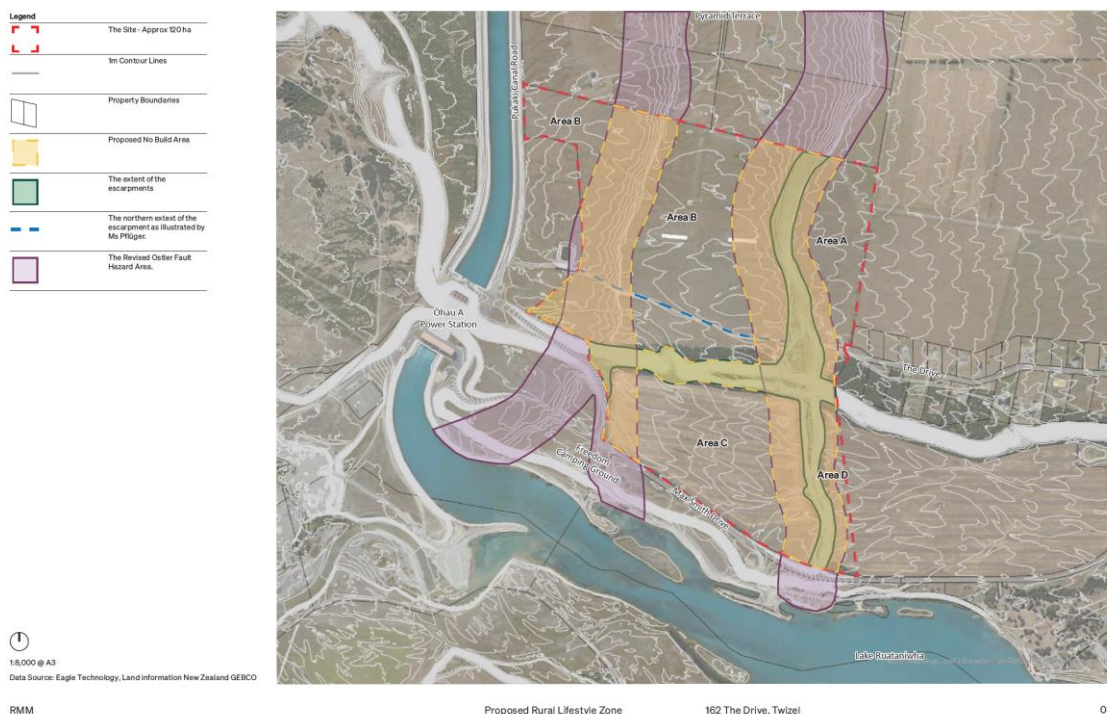 Legend
The Site - Approx 120 ha
1m Contour Lines
Property Boundaries
Proposed No Build Area
The extent of the
escarpments
The northern extext of the
escarpment as illustrated by
Ms Pflüger.
The Revised Ostler Fault
Hazard Area.
1:8,000 @ A3
Data Source: Eagle Technology, Land information New Zealand GEBCO
Pyramid Terrace
Pukaki Canal Road
Area B
Area B
Area A
Ōhau A
Power Station
The Drive
Area C
Freedom
Camping Ground
Area D
Max Smith Drive
Lake Ruataniwha
RMM
Proposed Rural Lifestyle Zone
162 The Drive, Twizel
0